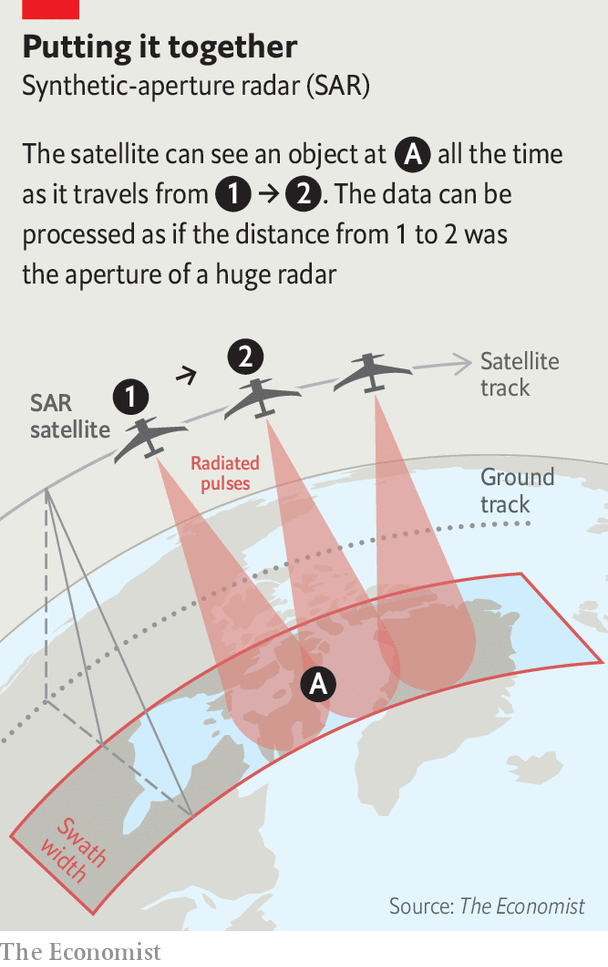 Putting it together
Synthetic-aperture radar (SAR)
The satellite can see an object at A all the time
as it travels from 1 → 2. The data can be
processed as if the distance from 1 to 2 was
the aperture of a huge radar
1
→
2
Satellite
track
SAR
satellite
Radiated
pulses
Ground
track
A
Swath
width
Source: The Economist
The Economist